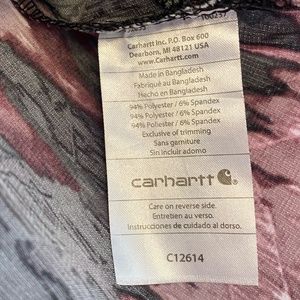 Carhartt Inc. P.O. Box 600
Dearborn, MI 48121 USA
www.Carhartt.com
Made in Bangladesh
Fabriqué au Bangladesh
Hecho en Bangladesh
94% Polyester / 6% Spandex
94% Polyester / 6% Spandex
94% Polyester / 6% Spandex
Exclusive of trimming
Sans garniture
Sin incluir adorno
carhartt
Care on reverse side.
Entretien au verso.
Instrucciones de cuidado al dorso.
C12614